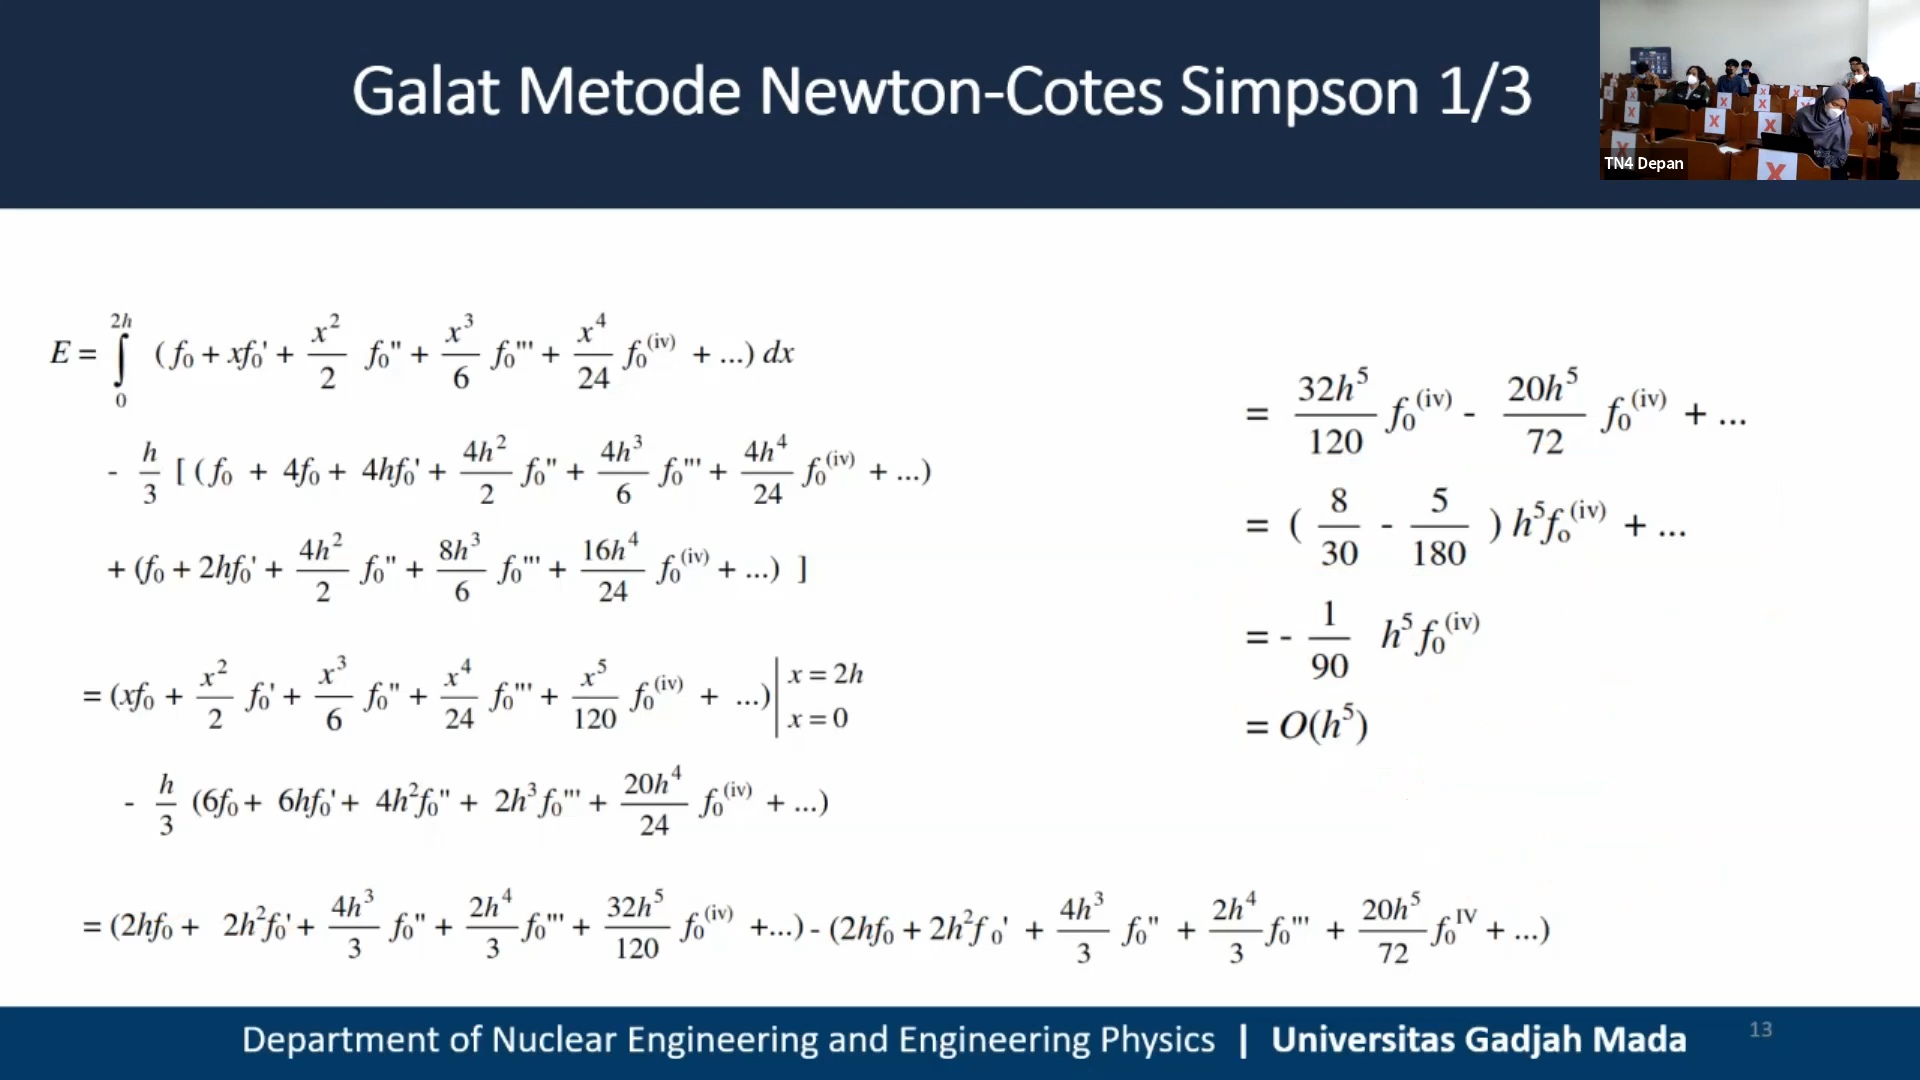 Galat Metode Newton-Cotes Simpson 1/3
TN4 Depan
E = ∫₀^{2h} (f₀ + xf₀' + x²/2 f₀" + x³/6 f₀"' + x⁴/24 f₀^(iv) + ...) dx
- h/3 [ (f₀ + 4f₀ + 4hf₀' + 4h²/2 f₀" + 4h³/6 f₀"' + 4h⁴/24 f₀^(iv) + ...)
+ (f₀ + 2hf₀' + 4h²/2 f₀" + 8h³/6 f₀"' + 16h⁴/24 f₀^(iv) + ...) ]
= (xf₀ + x²/2 f₀' + x³/6 f₀" + x⁴/24 f₀"' + x⁵/120 f₀^(iv) + ...) | x = 2h
x = 0
- h/3 (6f₀ + 6hf₀' + 4h²f₀" + 2h³f₀"' + 20h⁴/24 f₀^(iv) + ...)
= (2hf₀ + 2h²f₀' + 4h³/3 f₀" + 2h⁴/3 f₀"' + 32h⁵/120 f₀^(iv) +...) - (2hf₀ + 2h²f₀' + 4h³/3 f₀" + 2h⁴/3 f₀"' + 20h⁵/72 f₀^IV + ...)
= 32h⁵/120 f₀^(iv) - 20h⁵/72 f₀^(iv) + ...
= ( 8/30 - 5/180 ) h⁵f₀^(iv) + ...
= - 1/90 h⁵ f₀^(iv)
= O(h⁵)
Department of Nuclear Engineering and Engineering Physics | Universitas Gadjah Mada
13